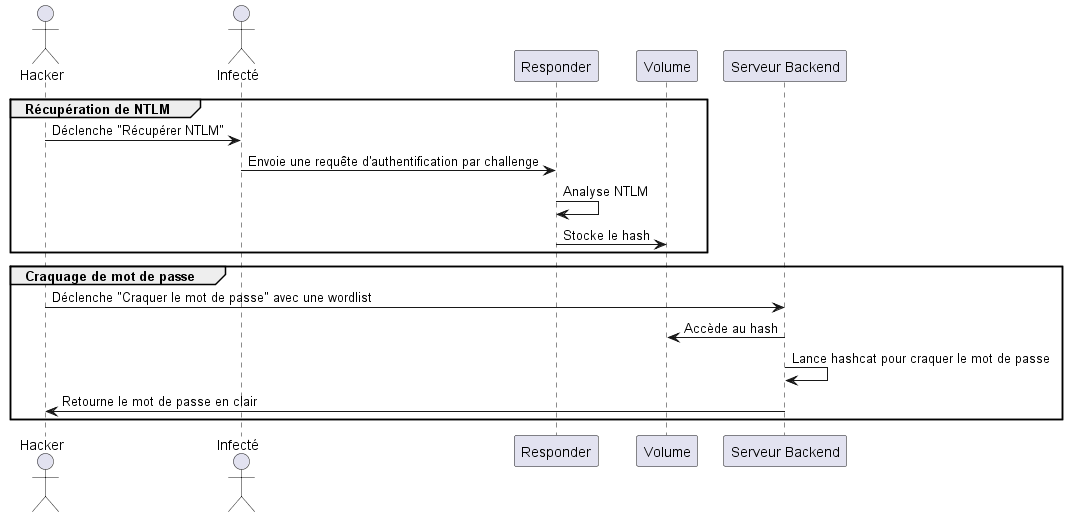 Hacker
Infecté
Responder
Volume
Serveur Backend
Récupération de NTLM
Déclenche "Récupérer NTLM"
Envoie une requête d'authentification par challenge
Analyse NTLM
Stocke le hash
Craquage de mot de passe
Déclenche "Craquer le mot de passe" avec une wordlist
Accède au hash
Lance hashcat pour craquer le mot de passe
Retourne le mot de passe en clair
Hacker
Infecté
Responder
Volume
Serveur Backend